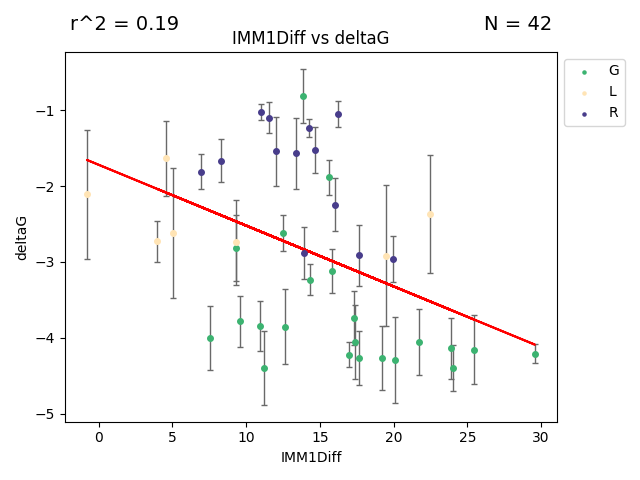 r^2 = 0.19
N = 42
IMM1Diff vs deltaG
G
L
R
−1
−2
−3
−4
−5
deltaG
0 5 10 15 20 25 30
IMM1Diff